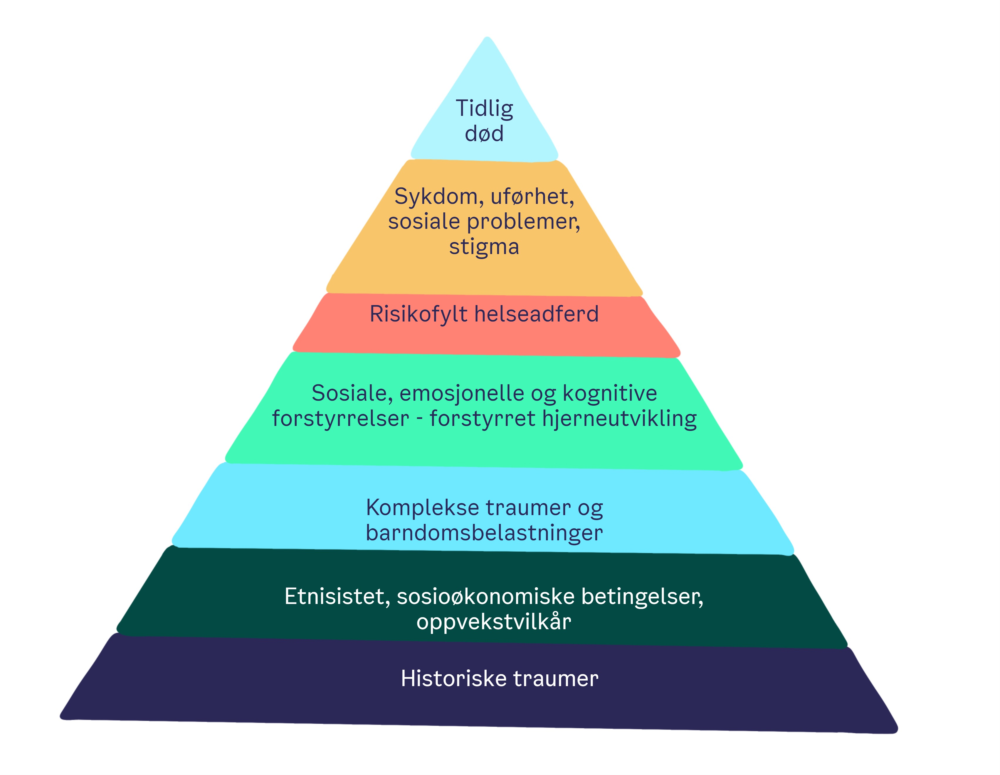 Tidlig
død
Sykdom, uførhet,
sosiale problemer,
stigma
Risikofylt helseadferd
Sosiale, emosjonelle og kognitive
forstyrrelser - forstyrret hjerneutvikling
Komplekse traumer og
barndomsbelastninger
Etnisistet, sosioøkonomiske betingelser,
oppvekstvilkår
Historiske traumer